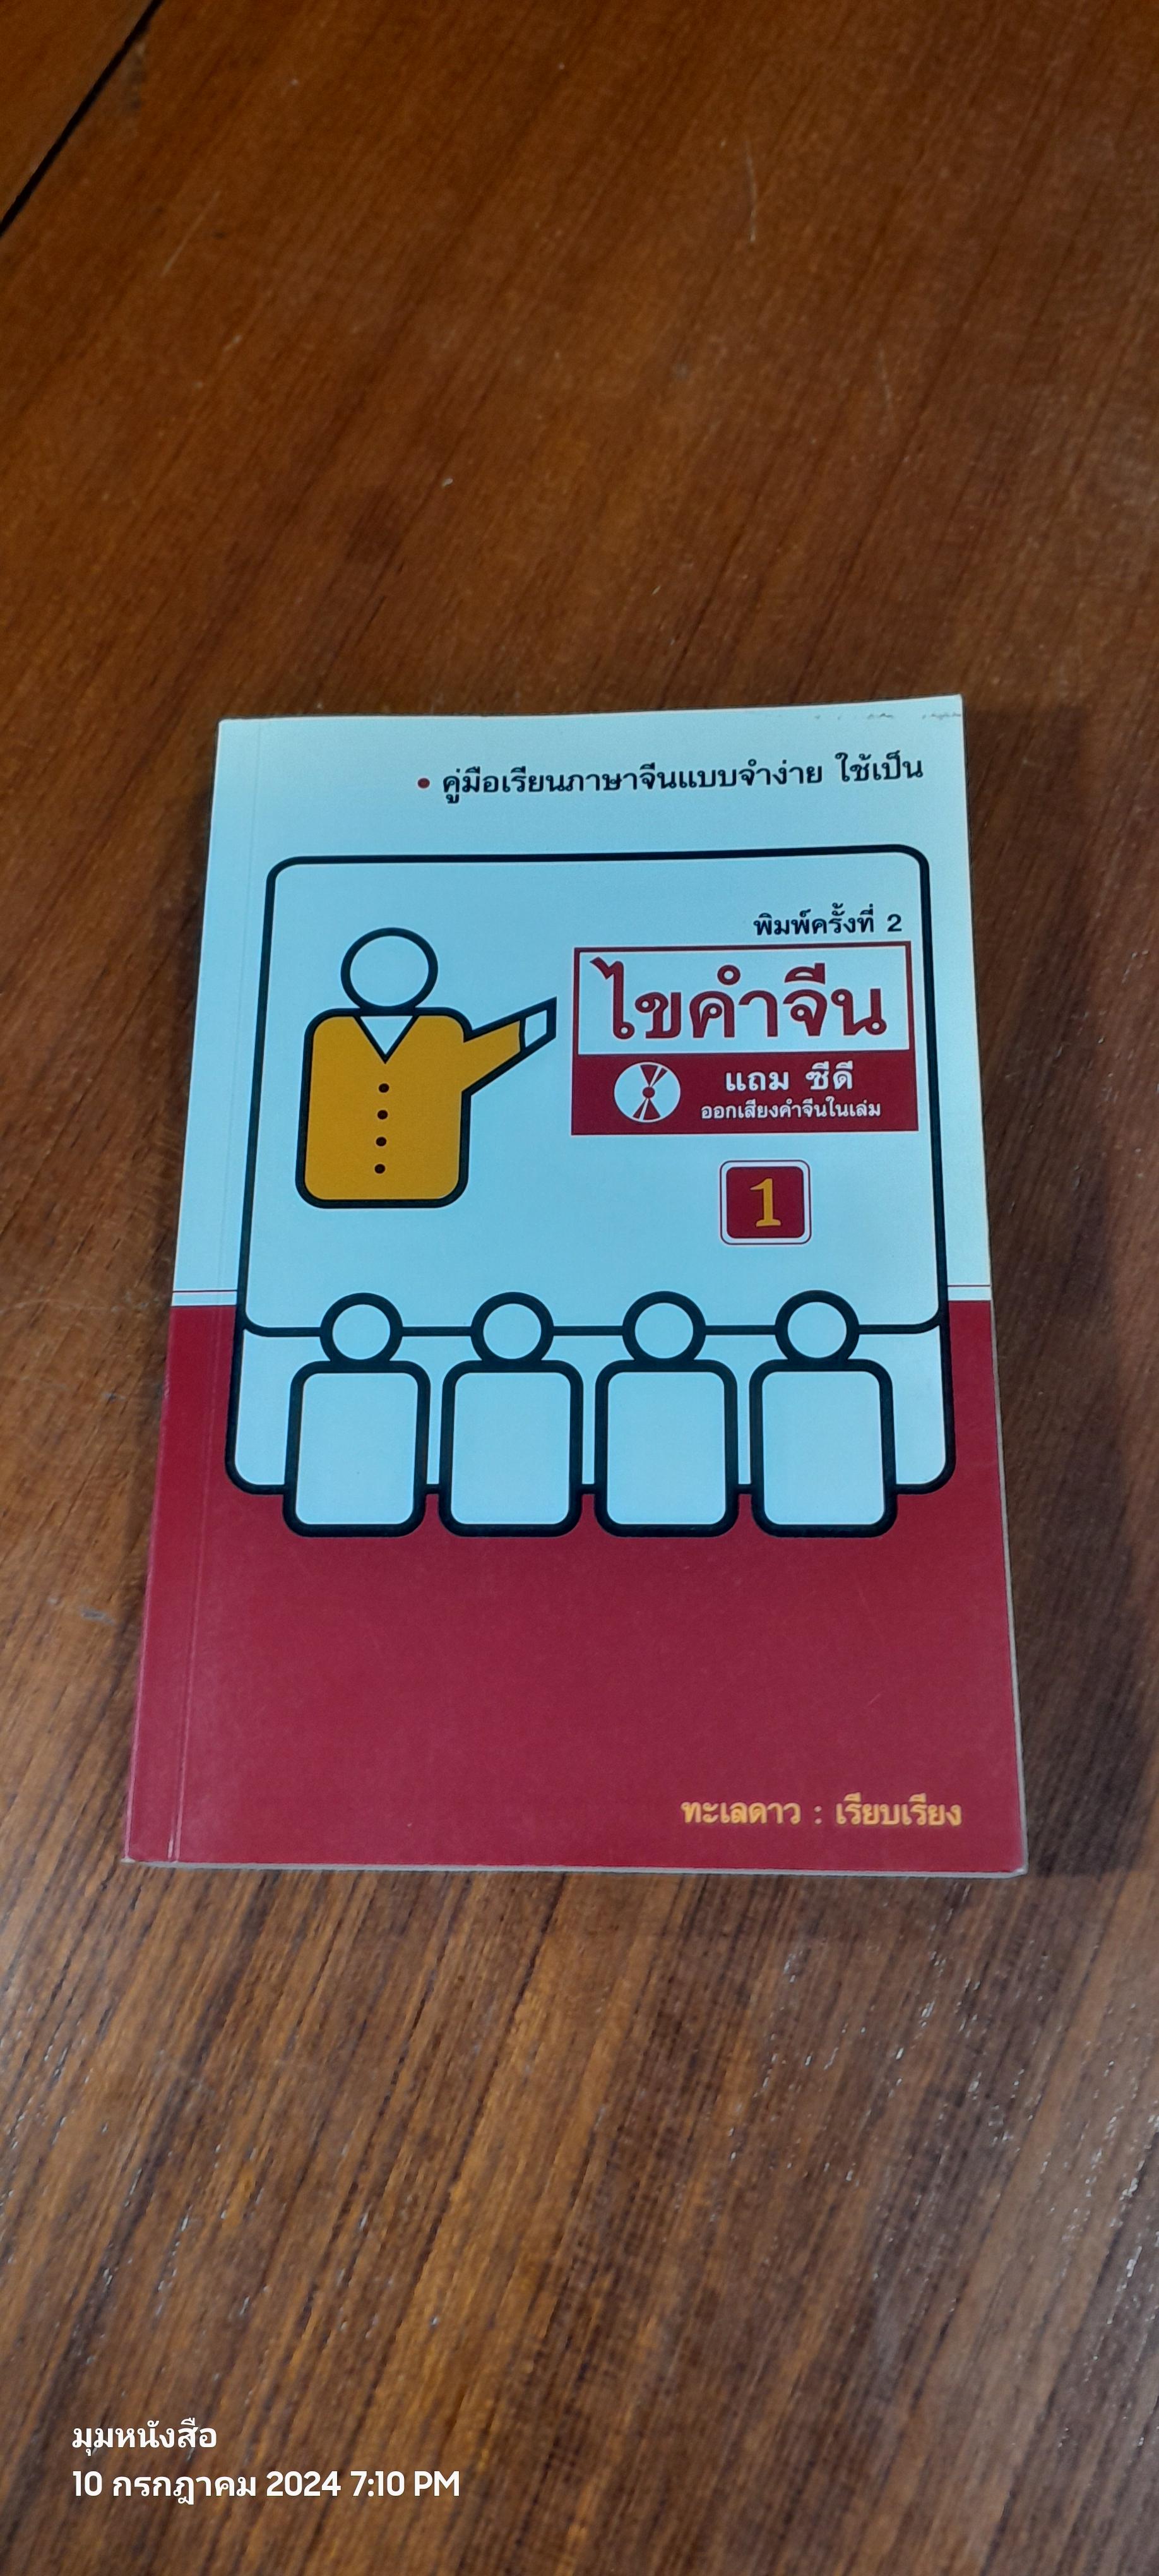 • คู่มือเรียนภาษาจีนแบบจำง่าย ใช้เป็น
พิมพ์ครั้งที่ 2
ไขคำจีน
แถม ซีดี
ออกเสียงคำจีนในเล่ม
1
ทะเลดาว : เรียบเรียง
มุมหนังสือ
10 กรกฎาคม 2024 7:10 PM